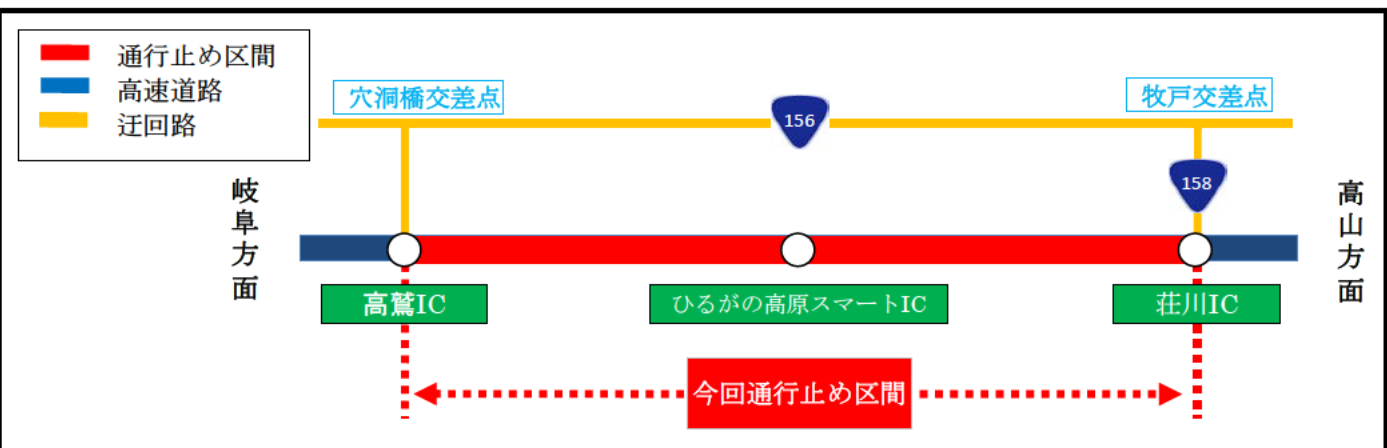 通行止め区間
高速道路
迂回路
穴洞橋交差点
156
牧戸交差点
158
岐阜方面
高山方面
高鷲IC
ひるがの高原スマートIC
荘川IC
今回通行止め区間